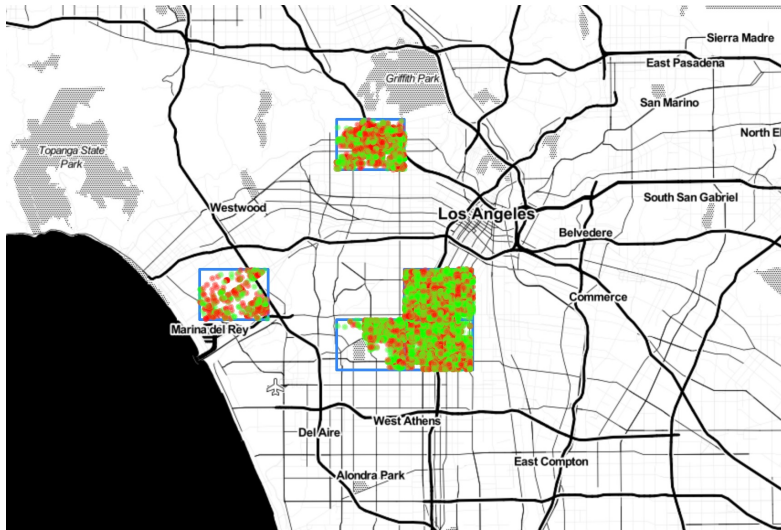 Sierra Madre
East Pasadena
Griffith Park
San Marino
North El
Topanga State
Park
South San Gabriel
Westwood
Los Angeles
Belvedere
Commerce
Marina del Rey
West Athens
Del Aire
East Compton
Alondra Park